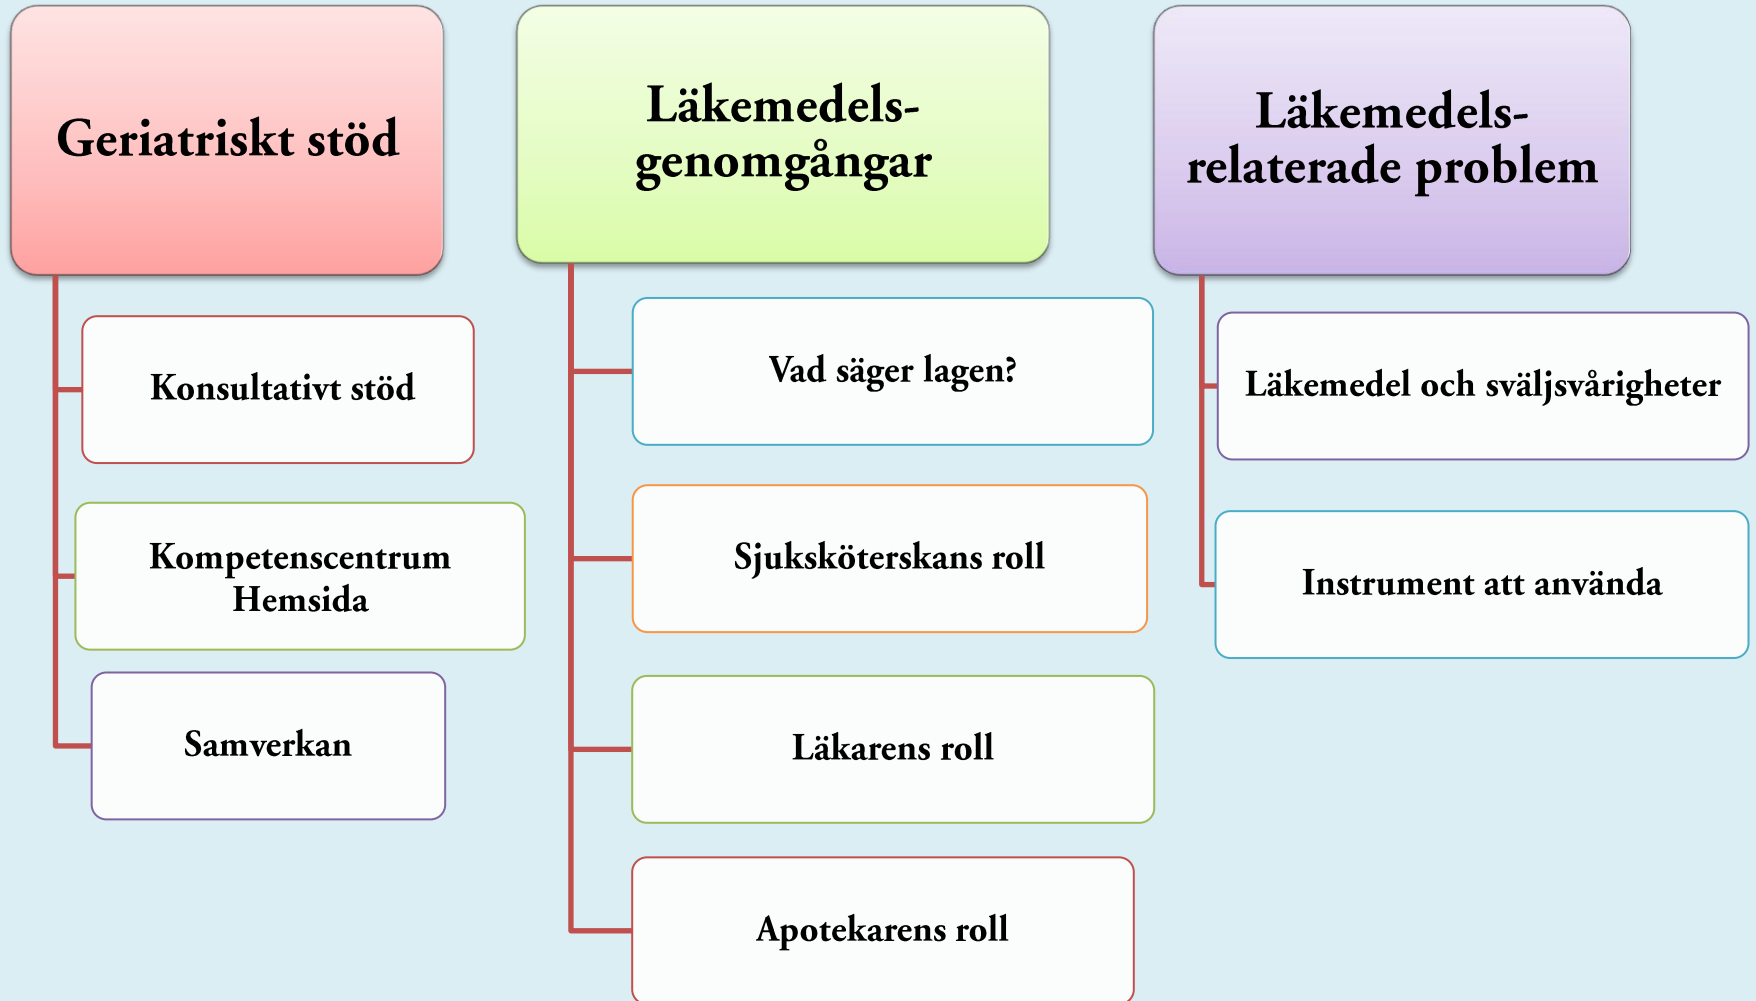 Geriatriskt stöd
Konsultativt stöd
Kompetenscentrum
Hemsida
Samverkan
Läkemedels-
genomgångar
Vad säger lagen?
Sjuksköterskans roll
Läkarens roll
Apotekarens roll
Läkemedels-
relaterade problem
Läkemedel och sväljsvårigheter
Instrument att använda